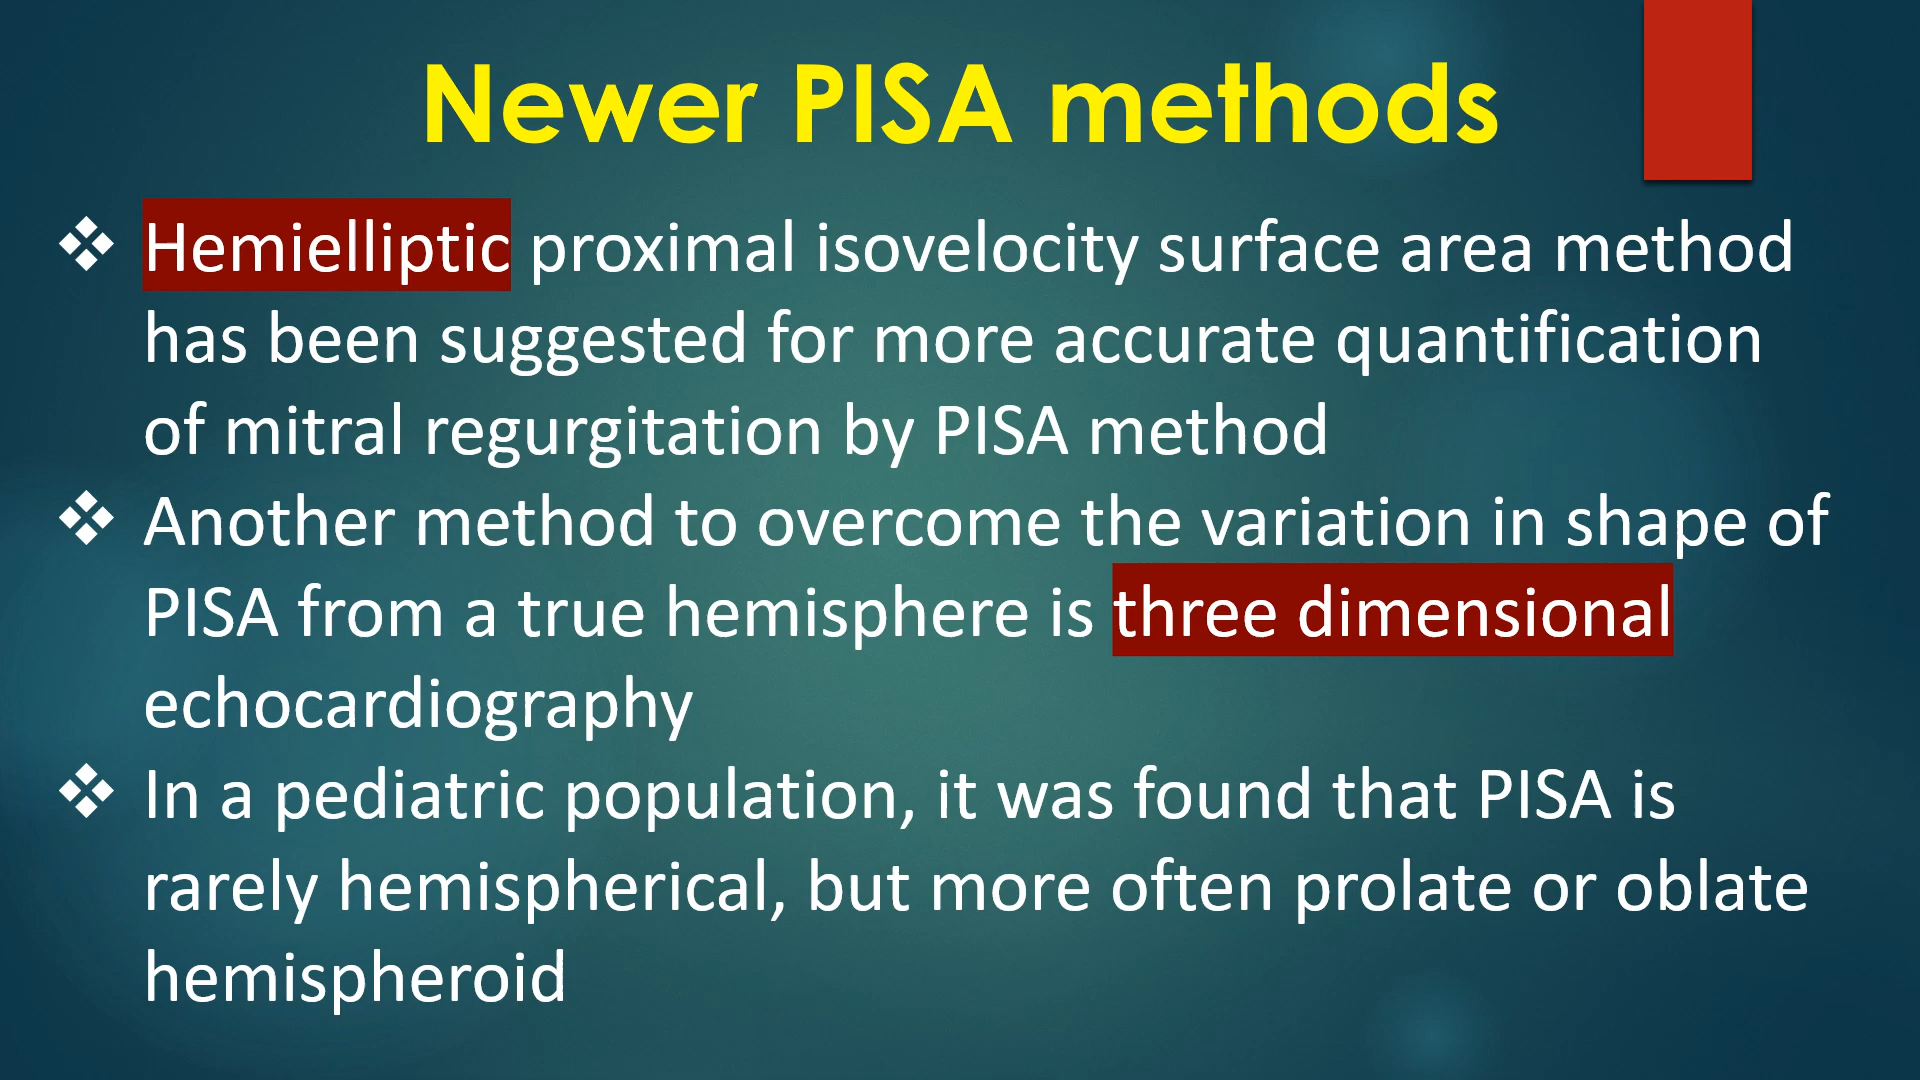 Newer PISA methods
❖ Hemielliptic proximal isovelocity surface area method
has been suggested for more accurate quantification
of mitral regurgitation by PISA method
❖ Another method to overcome the variation in shape of
PISA from a true hemisphere is three dimensional
echocardiography
❖ In a pediatric population, it was found that PISA is
rarely hemispherical, but more often prolate or oblate
hemispheroid